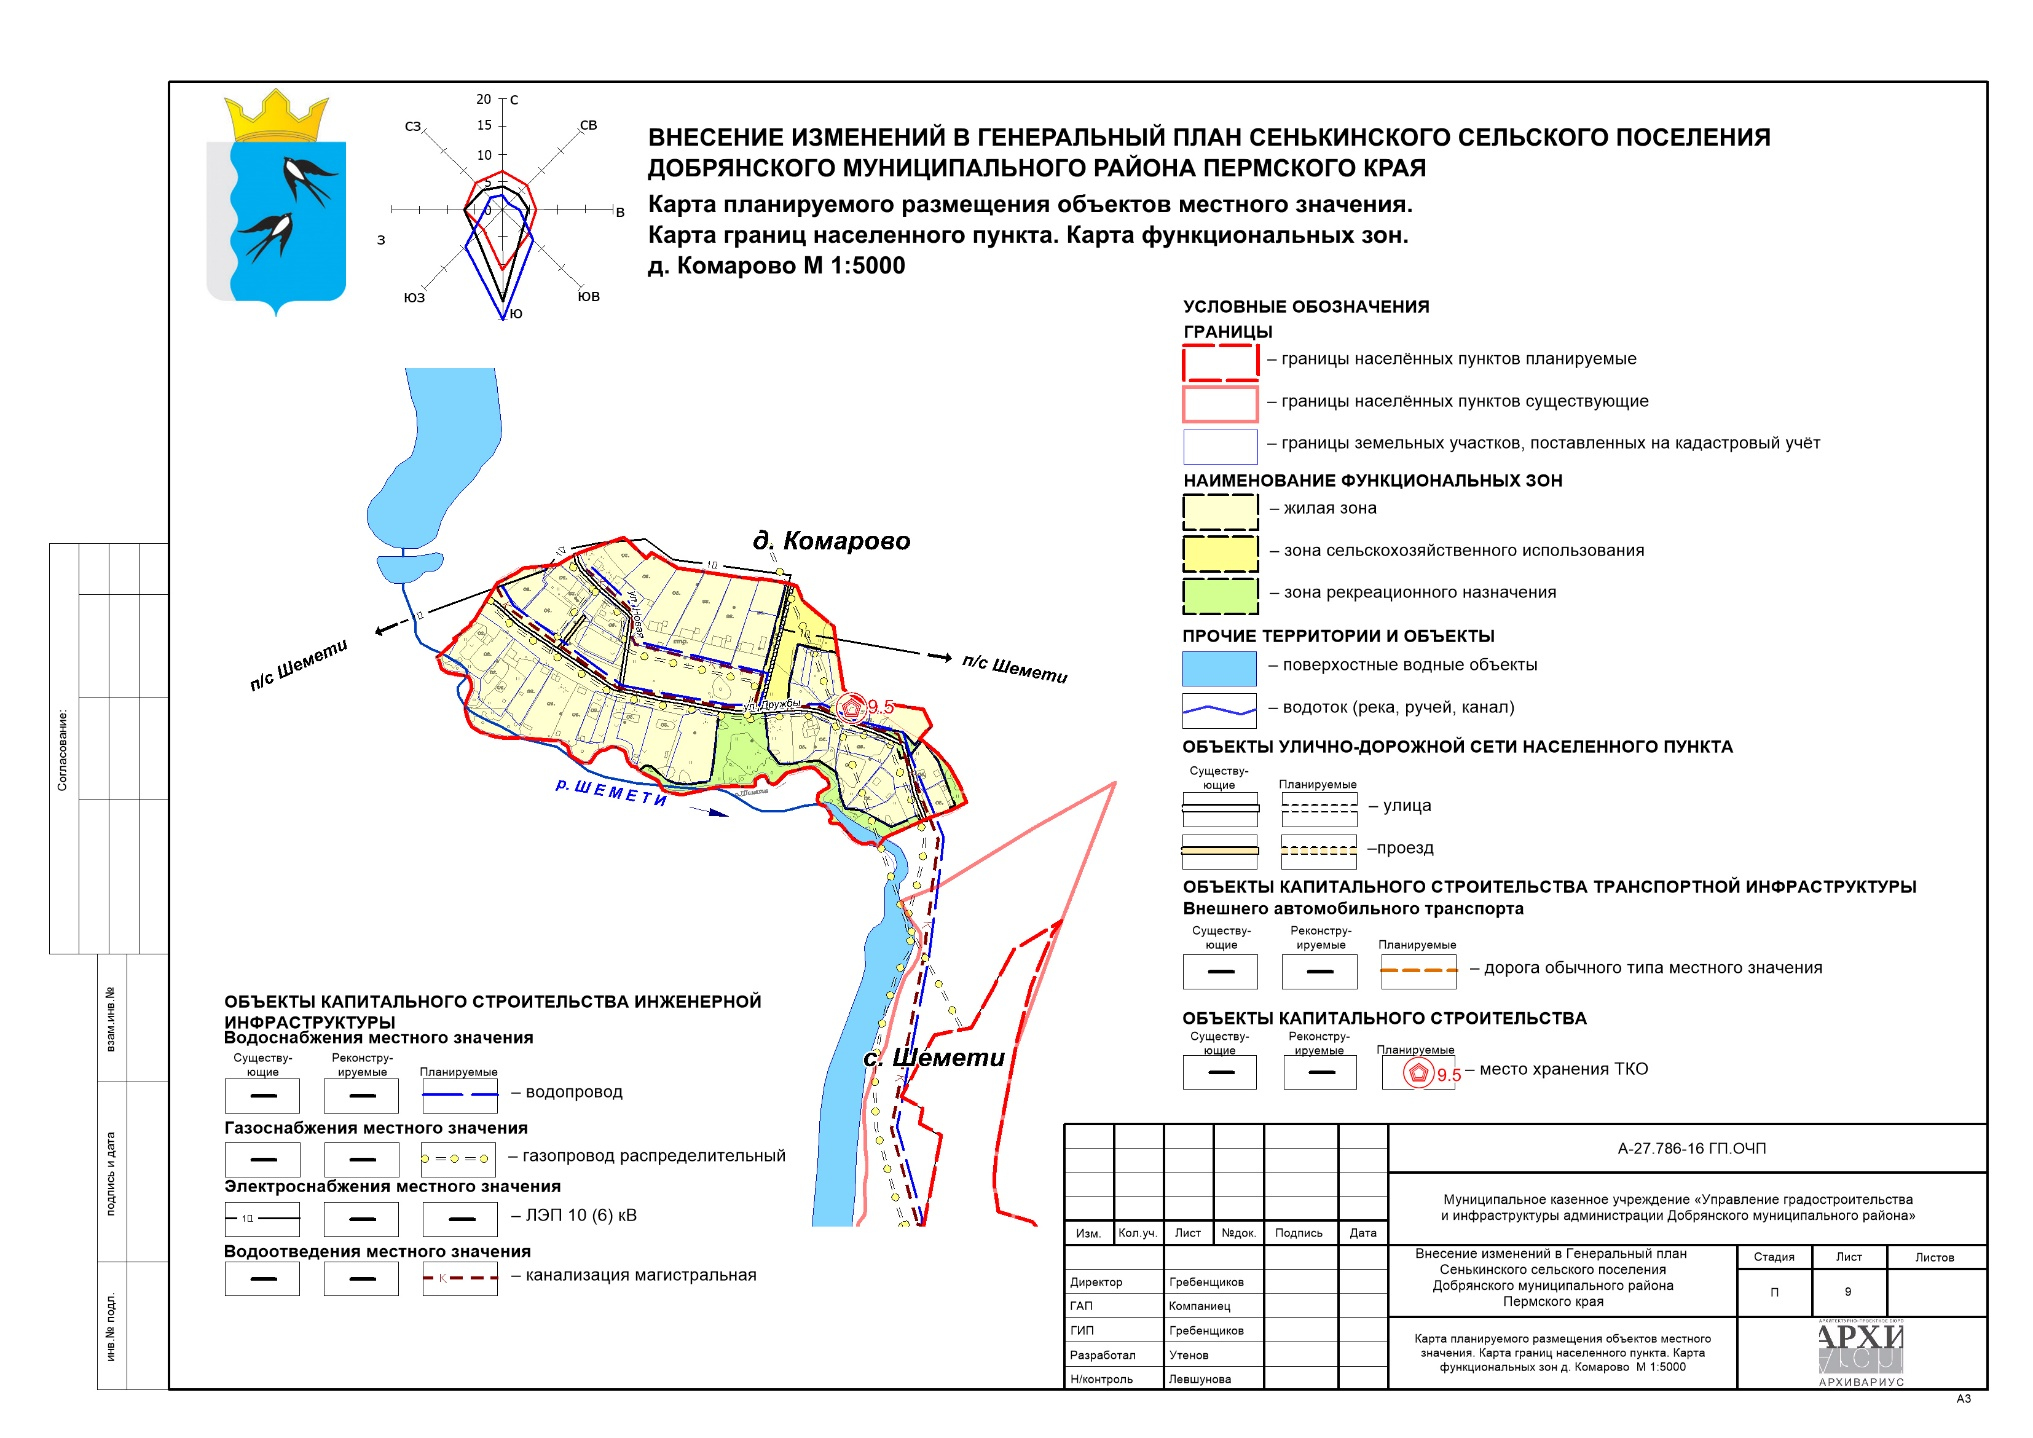 20 С
СЗ
15
СВ
10
5
0
В
З
ЮЗ
ЮВ
Ю
ВНЕСЕНИЕ ИЗМЕНЕНИЙ В ГЕНЕРАЛЬНЫЙ ПЛАН СЕНЬКИНСКОГО СЕЛЬСКОГО ПОСЕЛЕНИЯ
ДОБРЯНСКОГО МУНИЦИПАЛЬНОГО РАЙОНА ПЕРМСКОГО КРАЯ
Карта планируемого размещения объектов местного значения.
Карта границ населенного пункта. Карта функциональных зон.
д. Комарово М 1:5000
УСЛОВНЫЕ ОБОЗНАЧЕНИЯ
ГРАНИЦЫ
– границы населённых пунктов планируемые
– границы населённых пунктов существующие
– границы земельных участков, поставленных на кадастровый учёт
НАИМЕНОВАНИЕ ФУНКЦИОНАЛЬНЫХ ЗОН
– жилая зона
– зона сельскохозяйственного использования
– зона рекреационного назначения
ПРОЧИЕ ТЕРРИТОРИИ И ОБЪЕКТЫ
– поверхостные водные объекты
– водоток (река, ручей, канал)
ОБЪЕКТЫ УЛИЧНО-ДОРОЖНОЙ СЕТИ НАСЕЛЕННОГО ПУНКТА
Существу-
ющие
Планируемые
– улица
–проезд
ОБЪЕКТЫ КАПИТАЛЬНОГО СТРОИТЕЛЬСТВА ТРАНСПОРТНОЙ ИНФРАСТРУКТУРЫ
Внешнего автомобильного транспорта
Существу-
ющие
Реконстру-
ируемые
Планируемые
– дорога обычного типа местного значения
ОБЪЕКТЫ КАПИТАЛЬНОГО СТРОИТЕЛЬСТВА
Существу-
ющие
Реконстру-
ируемые
Планируемые
9.5
– место хранения ТКО
д. Комарово
п/с Шемети
п/с Шемети
ул. Новая
ул. Дружбы
9.5
р. ШЕМЕТИ
с. Шемети
ОБЪЕКТЫ КАПИТАЛЬНОГО СТРОИТЕЛЬСТВА ИНЖЕНЕРНОЙ
ИНФРАСТРУКТУРЫ
Водоснабжения местного значения
Существу-
ющие
Реконстру-
ируемые
Планируемые
– водопровод
Газоснабжения местного значения
– газопровод распределительный
Электроснабжения местного значения
– ЛЭП 10 (6) кВ
Водоотведения местного значения
К
– канализация магистральная
Согласование:
взам.инв.№
подпись и дата
инв.№ подл.
Изм.
Кол.уч.
Лист
№док.
Подпись
Дата
Директор Гребенщиков
ГАП Компаниец
ГИП Гребенщиков
Разработал Утенов
Н/контроль Левшунова
А-27.786-16 ГП.ОЧП
Муниципальное казенное учреждение «Управление градостроительства
и инфраструктуры администрации Добрянского муниципального района»
Внесение изменений в Генеральный план
Сенькинского сельского поселения
Добрянского муниципального района
Пермского края
Стадия
Лист
Листов
П
9
Карта планируемого размещения объектов местного
значения. Карта границ населенного пункта. Карта
функциональных зон д. Комарово М 1:5000
АРХИТЕКТУРНО-ПРОЕКТНОЕ БЮРО
АРХИ
АРХИВАРИУС
А3